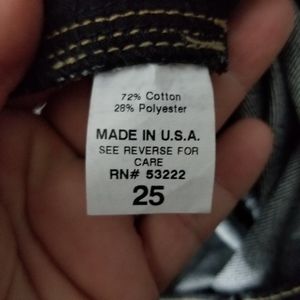 72% Cotton
28% Polyester
MADE IN U.S.A.
SEE REVERSE FOR
CARE
RN# 53222
25